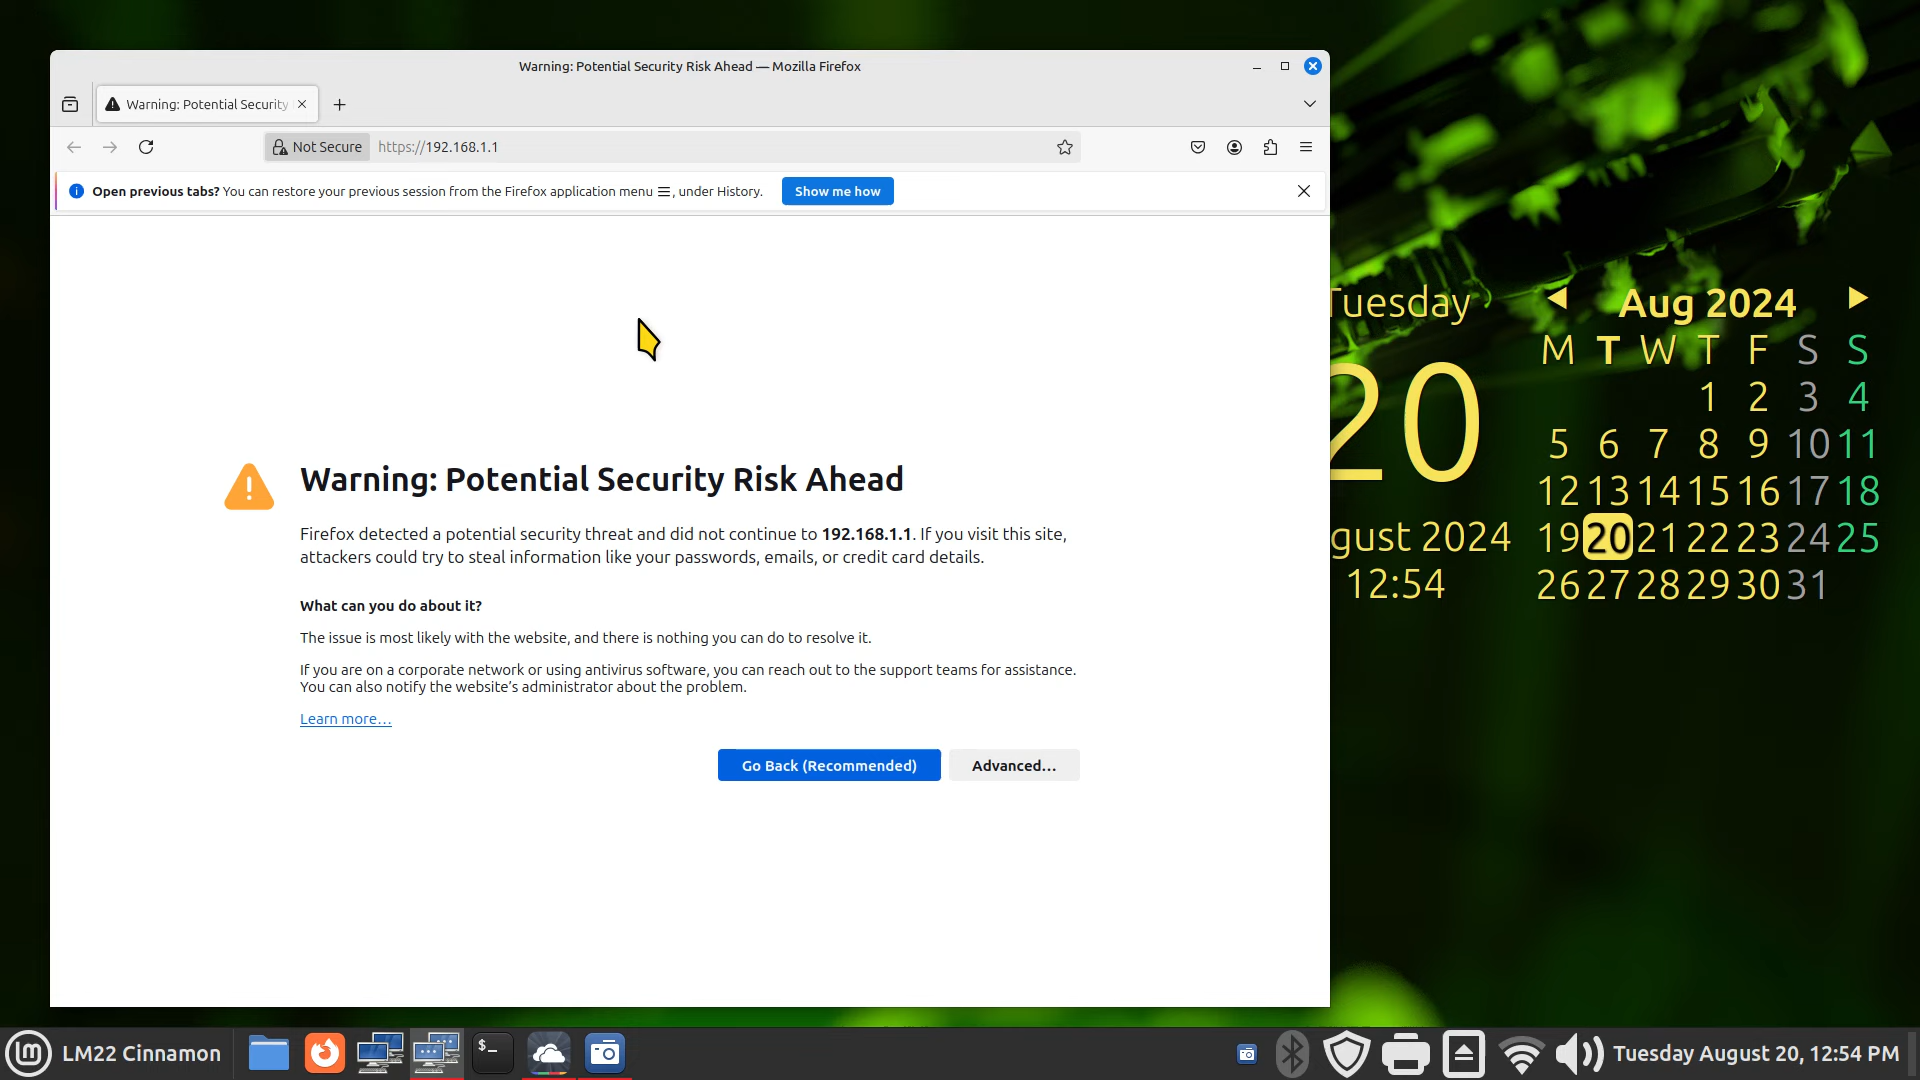 Warning: Potential Security Risk Ahead — Mozilla Firefox
Warning: Potential Security
Not Secure https://192.168.1.1
Open previous tabs? You can restore your previous session from the Firefox application menu ☰, under History. Show me how
Warning: Potential Security Risk Ahead
Firefox detected a potential security threat and did not continue to 192.168.1.1. If you visit this site,
attackers could try to steal information like your passwords, emails, or credit card details.
What can you do about it?
The issue is most likely with the website, and there is nothing you can do to resolve it.
If you are on a corporate network or using antivirus software, you can reach out to the support teams for assistance.
You can also notify the website’s administrator about the problem.
Learn more…
Go Back (Recommended) Advanced…
Tuesday
20
gust 2024
12:54
Aug 2024
M T W T F S S
1 2 3 4
5 6 7 8 9 10 11
12 13 14 15 16 17 18
19 20 21 22 23 24 25
26 27 28 29 30 31
LM22 Cinnamon
$_
Tuesday August 20, 12:54 PM